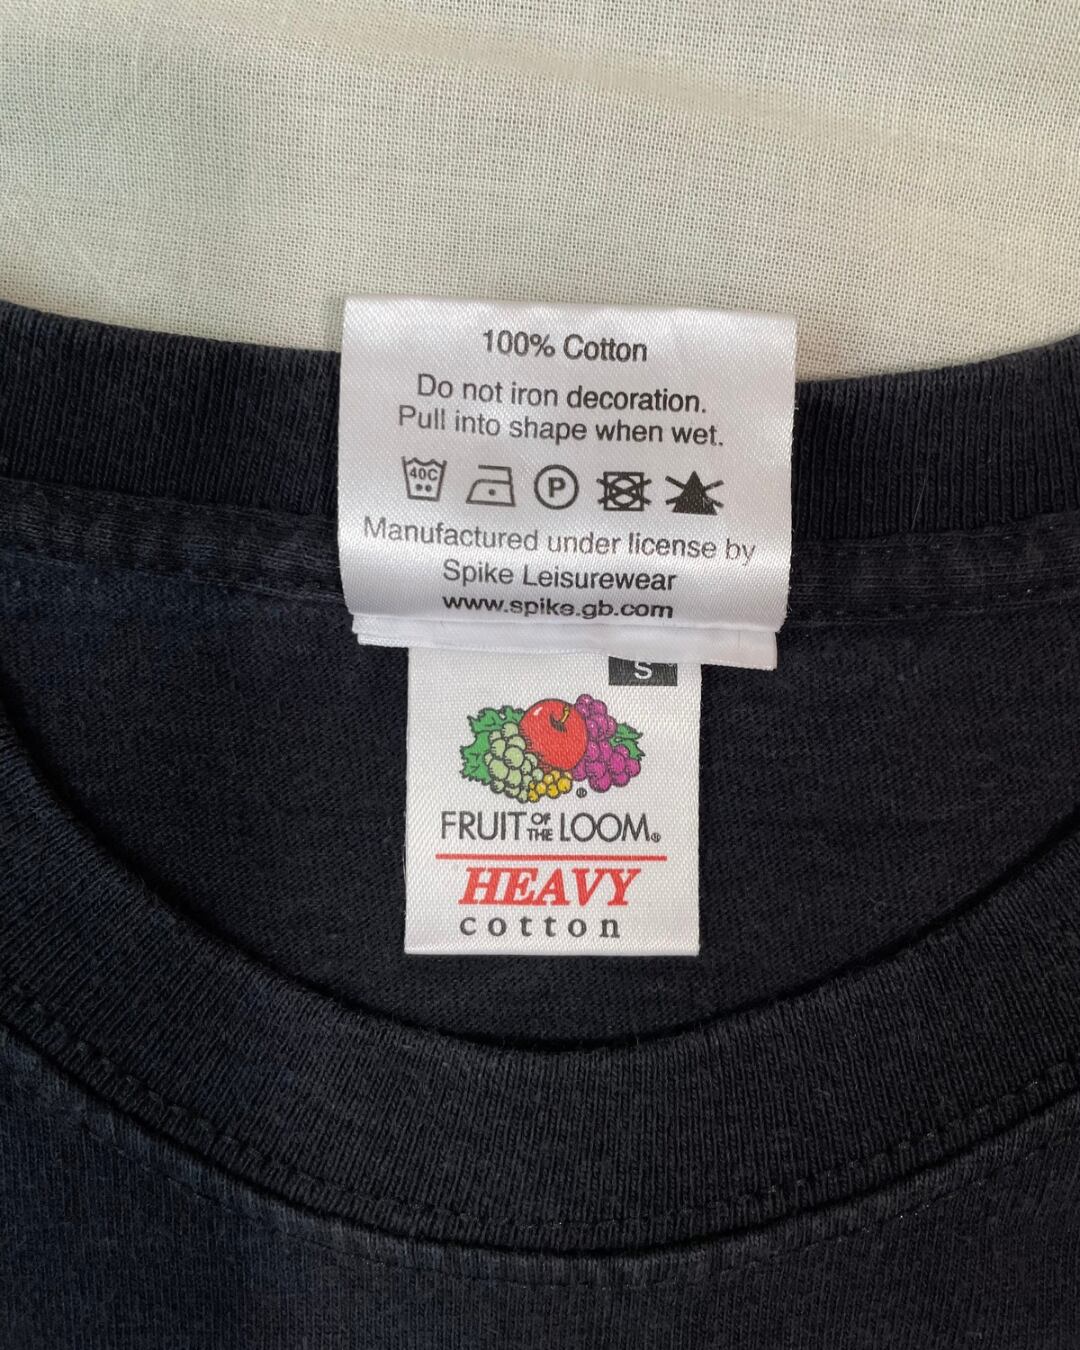 100% Cotton
Do not iron decoration.
Pull into shape when wet.
40C
P
Manufactured under license by
Spike Leisurewear
www.spike.gb.com
S
FRUIT OF THE LOOM®
HEAVY
cotton